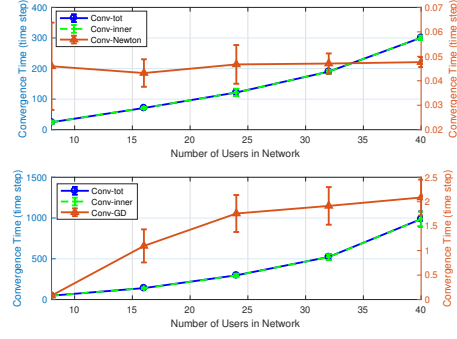 400
300
200
100
0
Convergence Time (time step)
Conv-tot
Conv-inner
Conv-Newton
0.07
0.06
0.05
0.04
0.03
0.02
Convergence Time (time step)
10
15
20
25
30
35
40
Number of Users in Network
1500
1000
500
0
Convergence Time (time step)
Conv-tot
Conv-inner
Conv-GD
2.5
2
1.5
1
0.5
0
Convergence Time (time step)
10
15
20
25
30
35
40
Number of Users in Network